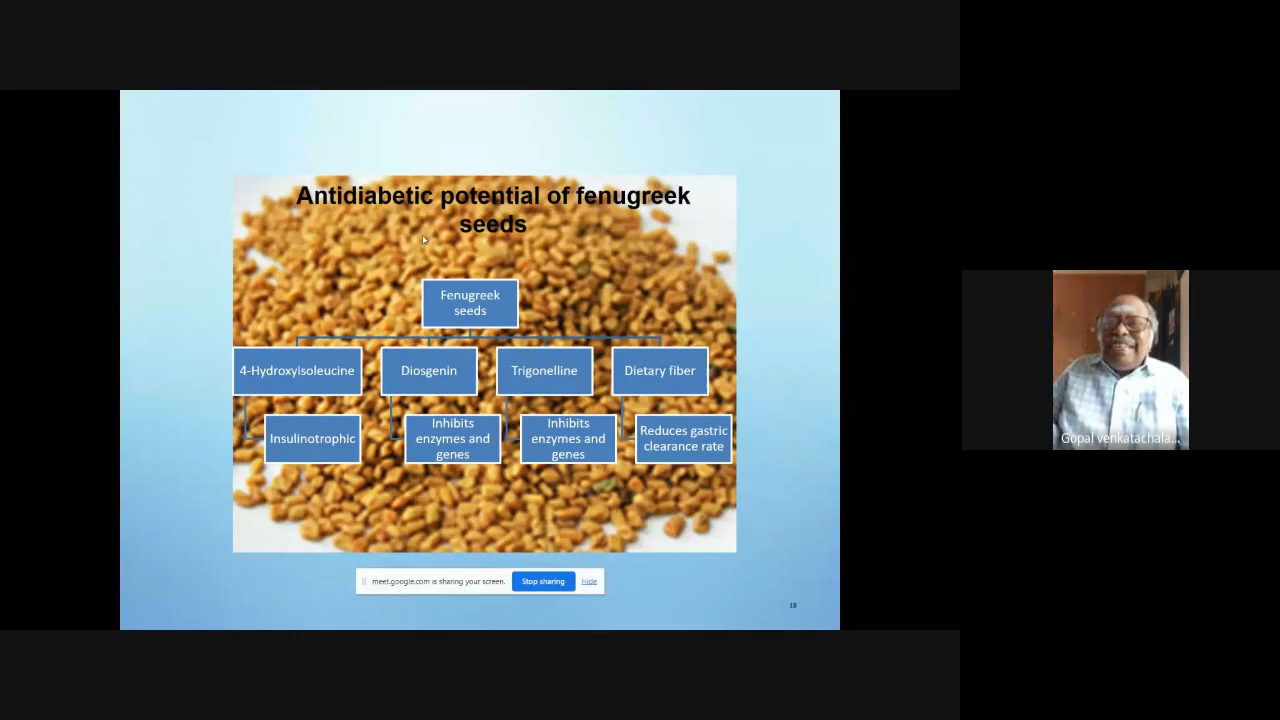 Antidiabetic potential of fenugreek
seeds
Fenugreek
seeds
4-Hydroxyisoleucine
Diosgenin
Trigonelline
Dietary fiber
Insulinotrophic
Inhibits
enzymes and
genes
Inhibits
enzymes and
genes
Reduces gastric
clearance rate
meet.google.com is sharing your screen.
Stop sharing
Hide
18
Gopal venkatachala...